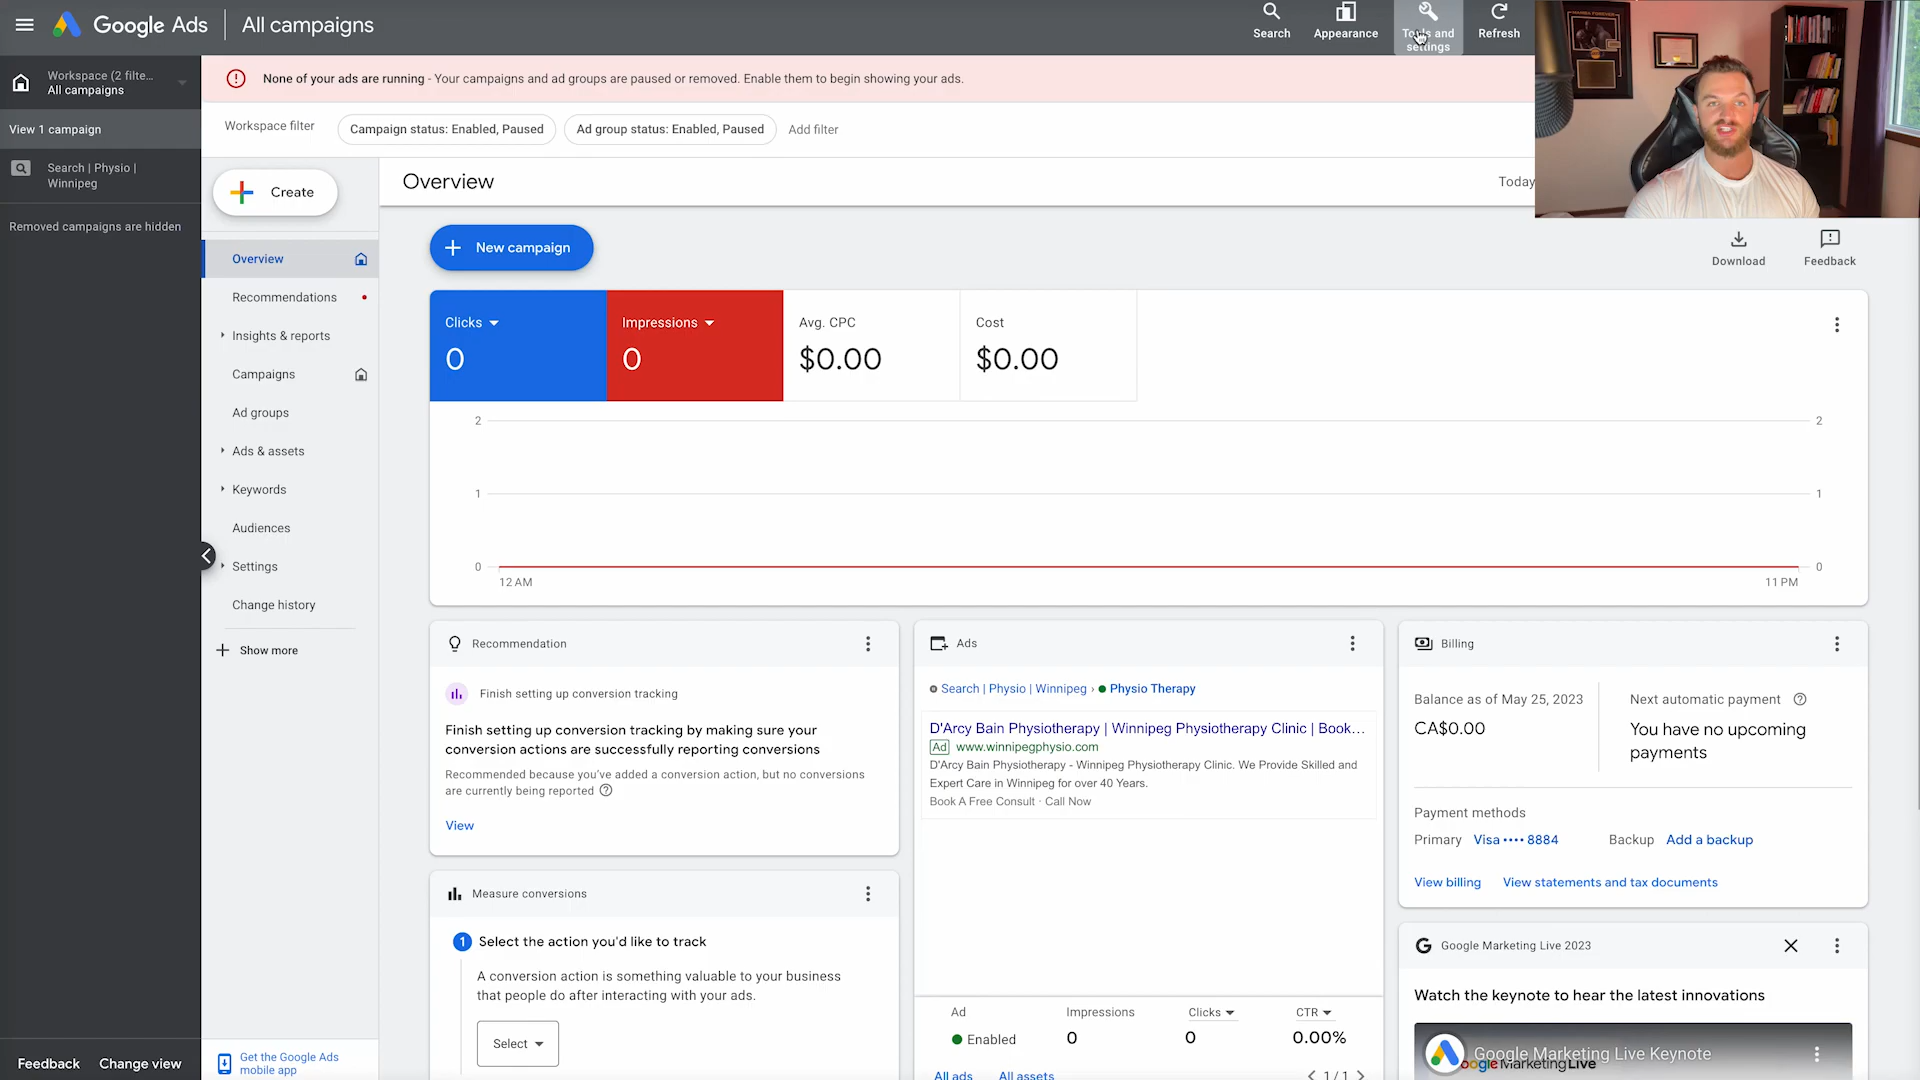 Google Ads
All campaigns
Search
Appearance
Tools and settings
Refresh
Workspace (2 filte...
All campaigns
None of your ads are running - Your campaigns and ad groups are paused or removed. Enable them to begin showing your ads.
View 1 campaign
Workspace filter
Campaign status: Enabled, Paused
Ad group status: Enabled, Paused
Add filter
Search | Physio |
Winnipeg
Removed campaigns are hidden
Create
Overview
Today
New campaign
Download
Feedback
Overview
Recommendations
Insights & reports
Campaigns
Ad groups
Ads & assets
Keywords
Audiences
Settings
Change history
Show more
Clicks
0
Impressions
0
Avg. CPC
$0.00
Cost
$0.00
2
2
1
1
0
0
12 AM
11 PM
Recommendation
Finish setting up conversion tracking
Finish setting up conversion tracking by making sure your
conversion actions are successfully reporting conversions
Recommended because you've added a conversion action, but no conversions
are currently being reported
View
Measure conversions
1
Select the action you'd like to track
A conversion action is something valuable to your business
that people do after interacting with your ads.
Select
Ads
Search | Physio | Winnipeg › Physio Therapy
D'Arcy Bain Physiotherapy | Winnipeg Physiotherapy Clinic | Book...
Ad www.winnipegphysio.com
D'Arcy Bain Physiotherapy - Winnipeg Physiotherapy Clinic. We Provide Skilled and
Expert Care in Winnipeg for over 40 Years.
Book A Free Consult · Call Now
Ad
Impressions
Clicks
CTR
Enabled
0
0
0.00%
All ads
All assets
1 / 1
Billing
Balance as of May 25, 2023
CA$0.00
Next automatic payment
You have no upcoming
payments
Payment methods
Primary
Visa •••• 8884
Backup
Add a backup
View billing
View statements and tax documents
Google Marketing Live 2023
Watch the keynote to hear the latest innovations
Google Marketing Live Keynote
Google Marketing Live
Feedback
Change view
Get the Google Ads
mobile app